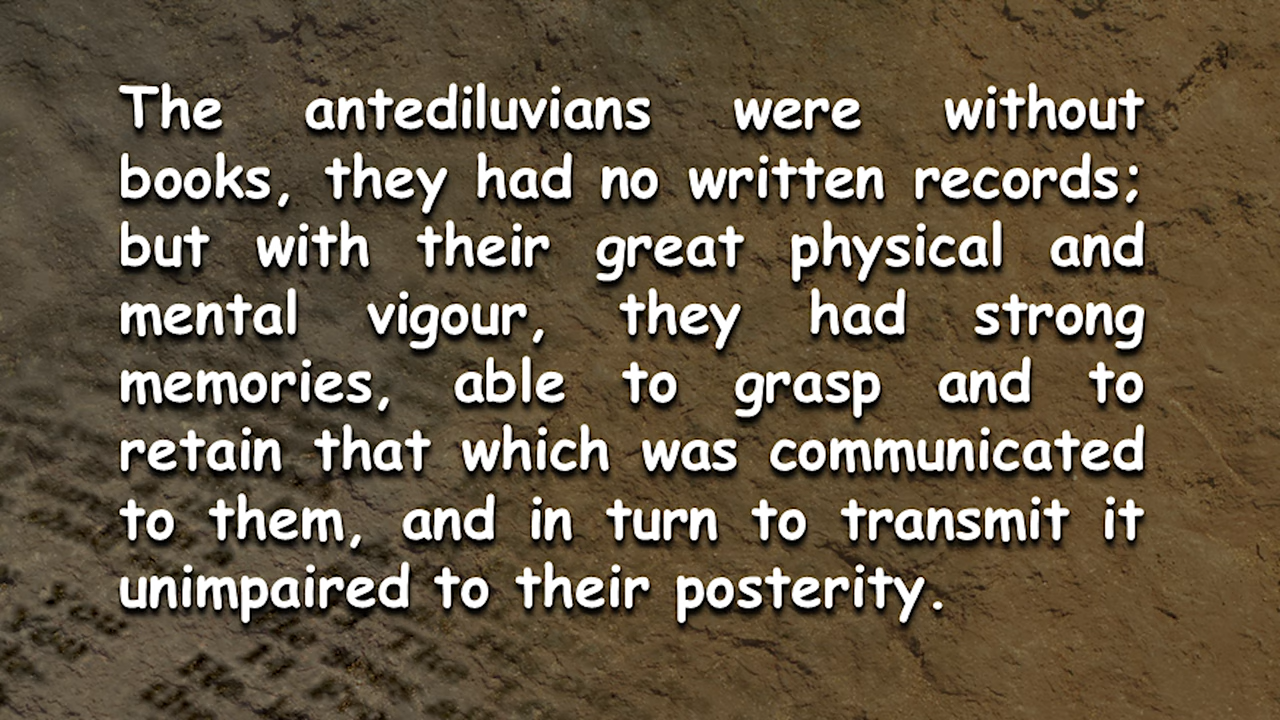 The antediluvians were without
books, they had no written records;
but with their great physical and
mental vigour, they had strong
memories, able to grasp and to
retain that which was communicated
to them, and in turn to transmit it
unimpaired to their posterity.